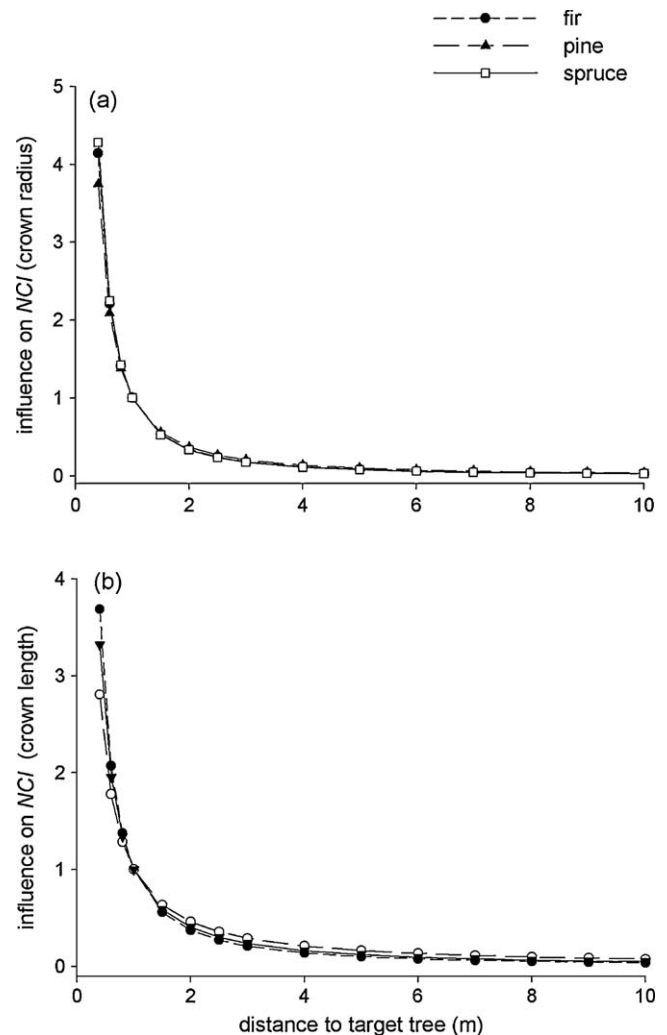 fir
pine
spruce
(a)
influence on NCI (crown radius)
5
4
3
2
1
0
0 2 4 6 8 10
(b)
influence on NCI (crown length)
4
3
2
1
0
0 2 4 6 8 10
distance to target tree (m)